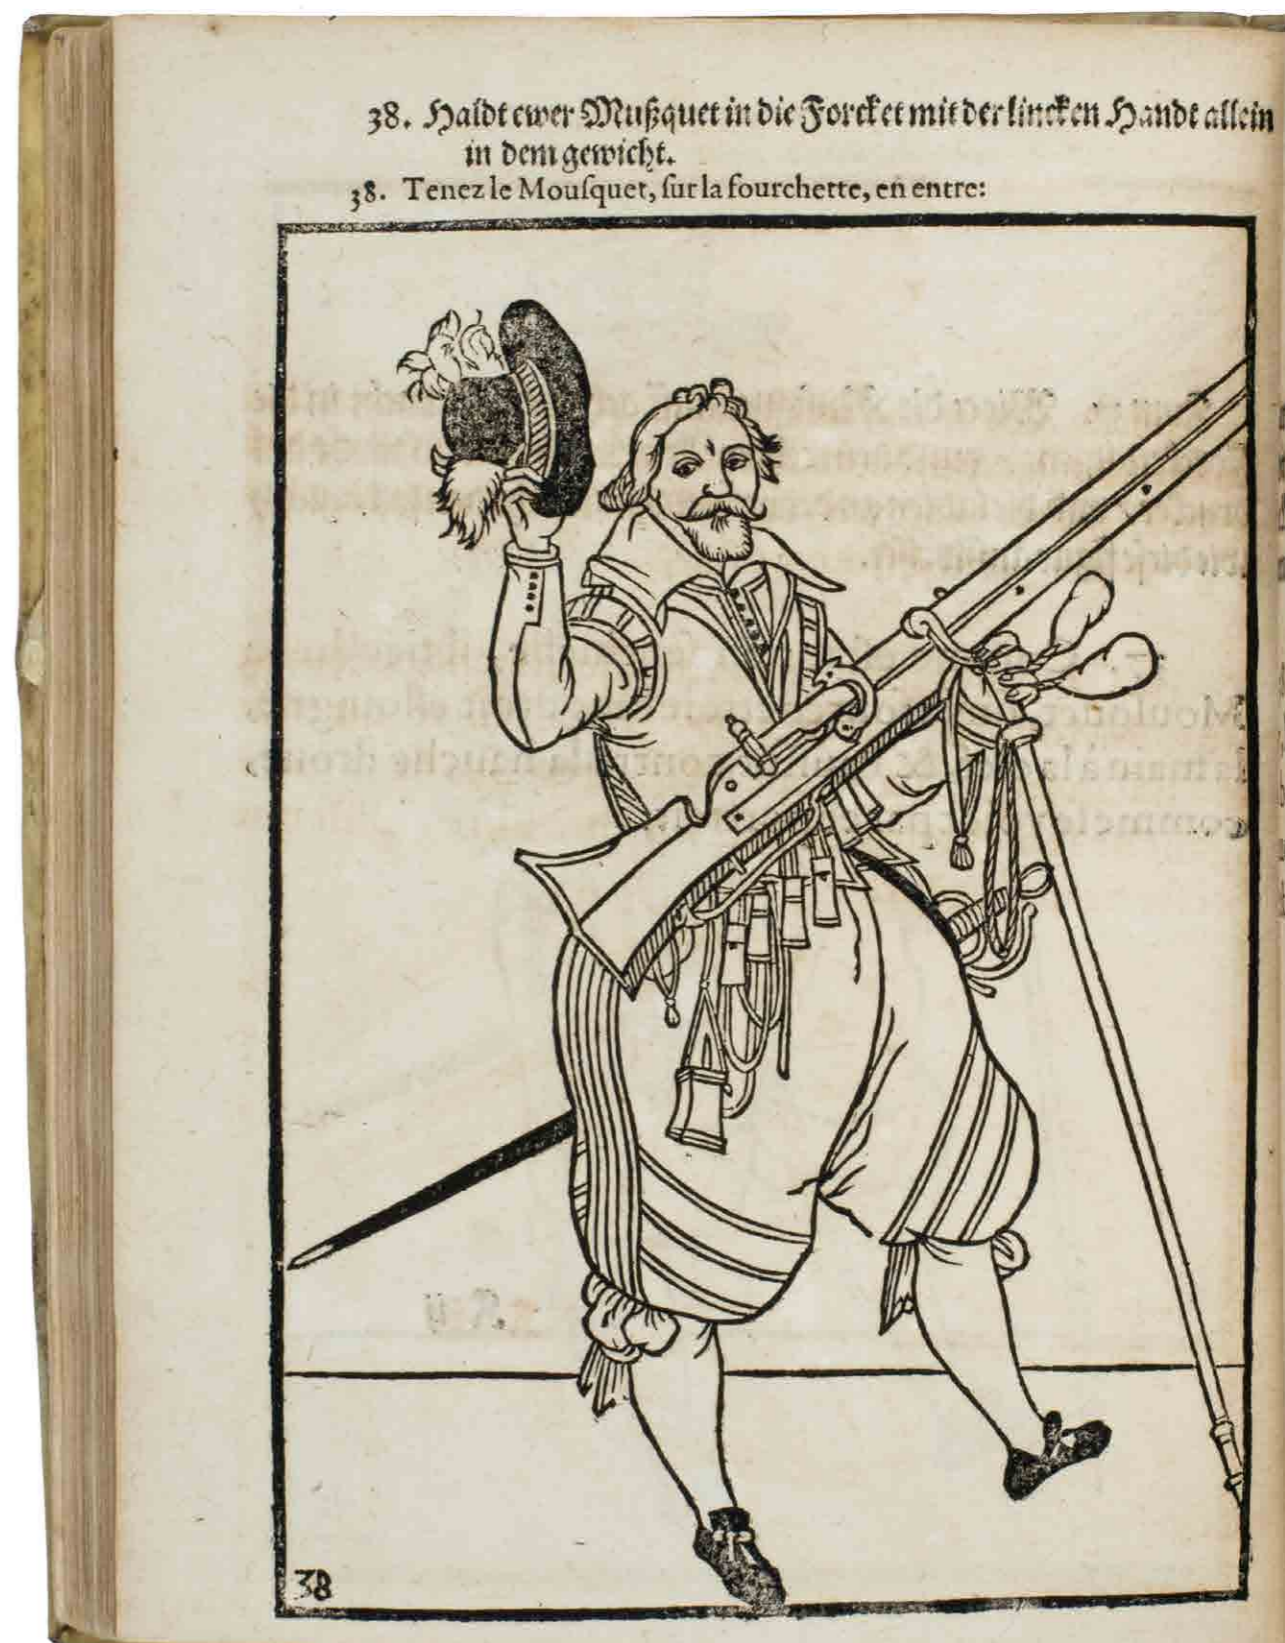 38. Haldt ewer Mußquet in die Forcket mit der lincken Handt allein
in dem gewicht.
38. Tenez le Mouſquet, ſur la fourchette, en entre:
38